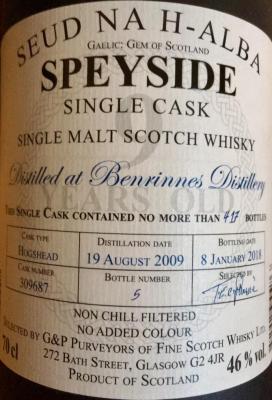 SEUD NA H-ALBA
GAELIC: GEM OF SCOTLAND
SPEYSIDE
SINGLE CASK
SINGLE MALT SCOTCH WHISKY
Distilled at Benrinnes Distillery
9
YEARS OLD
THIS SINGLE CASK CONTAINED NO MORE THAN 417 BOTTLES
CASK TYPE
HOGSHEAD
DISTILLATION DATE
19 AUGUST 2009
BOTTLING DATE
8 JANUARY 2018
CASK NUMBER
309687
BOTTLE NUMBER
5
SELECTED BY
NON CHILL FILTERED
NO ADDED COLOUR
SELECTED BY G&P PURVEYORS OF FINE SCOTCH WHISKY LTD.
272 BATH STREET, GLASGOW G2 4JR
PRODUCT OF SCOTLAND
70 cl
46 % vol.